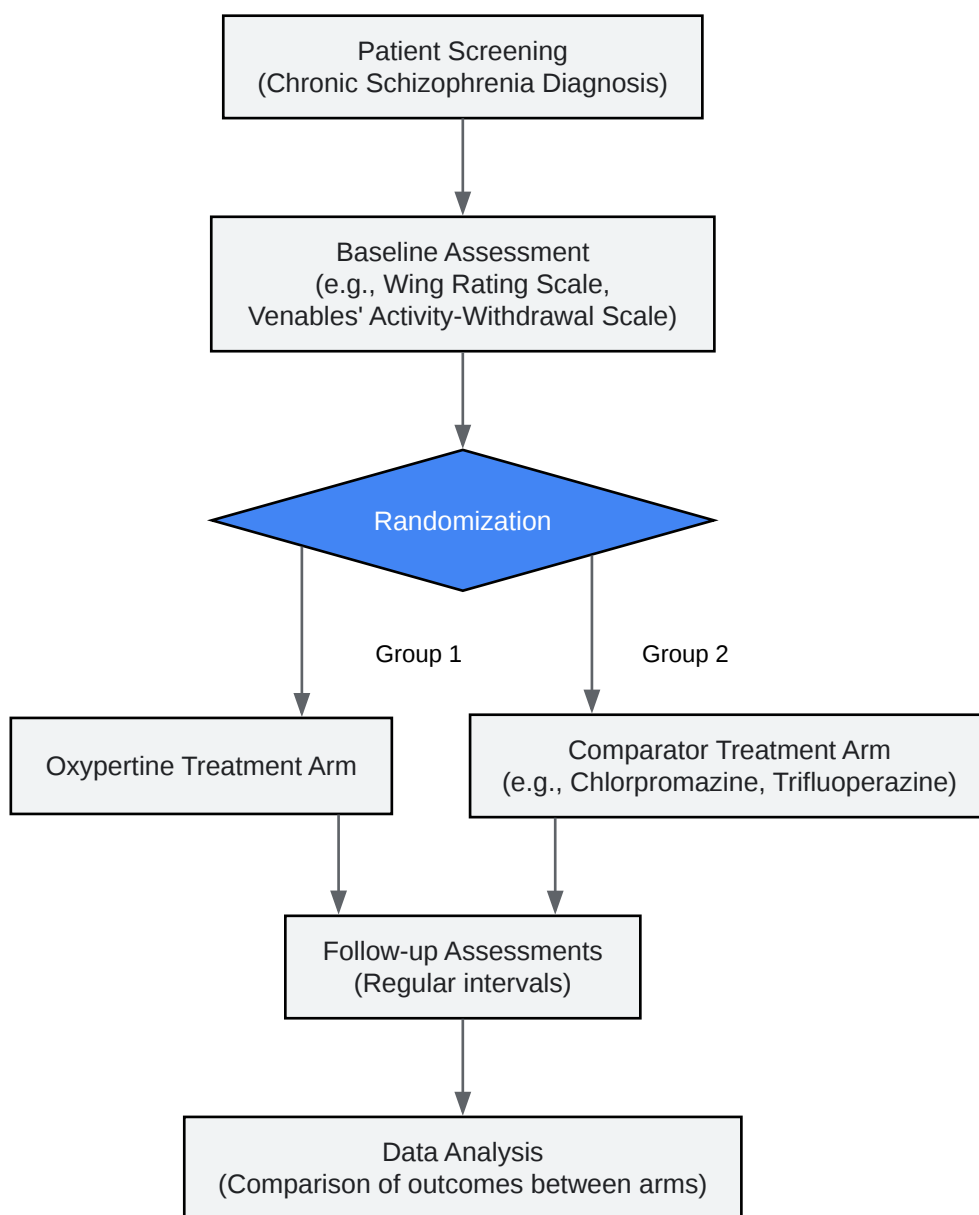 Patient Screening
(Chronic Schizophrenia Diagnosis)
Baseline Assessment
(e.g., Wing Rating Scale,
Venables' Activity-Withdrawal Scale)
Randomization
Group 1
Group 2
Oxypertine Treatment Arm
Comparator Treatment Arm
(e.g., Chlorpromazine, Trifluoperazine)
Follow-up Assessments
(Regular intervals)
Data Analysis
(Comparison of outcomes between arms)